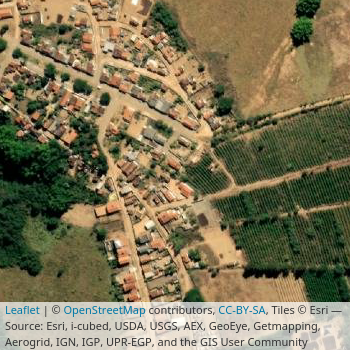 Leaflet | © OpenStreetMap contributors, CC-BY-SA, Tiles © Esri —
Source: Esri, i-cubed, USDA, USGS, AEX, GeoEye, Getmapping,
Aerogrid, IGN, IGP, UPR-EGP, and the GIS User Community